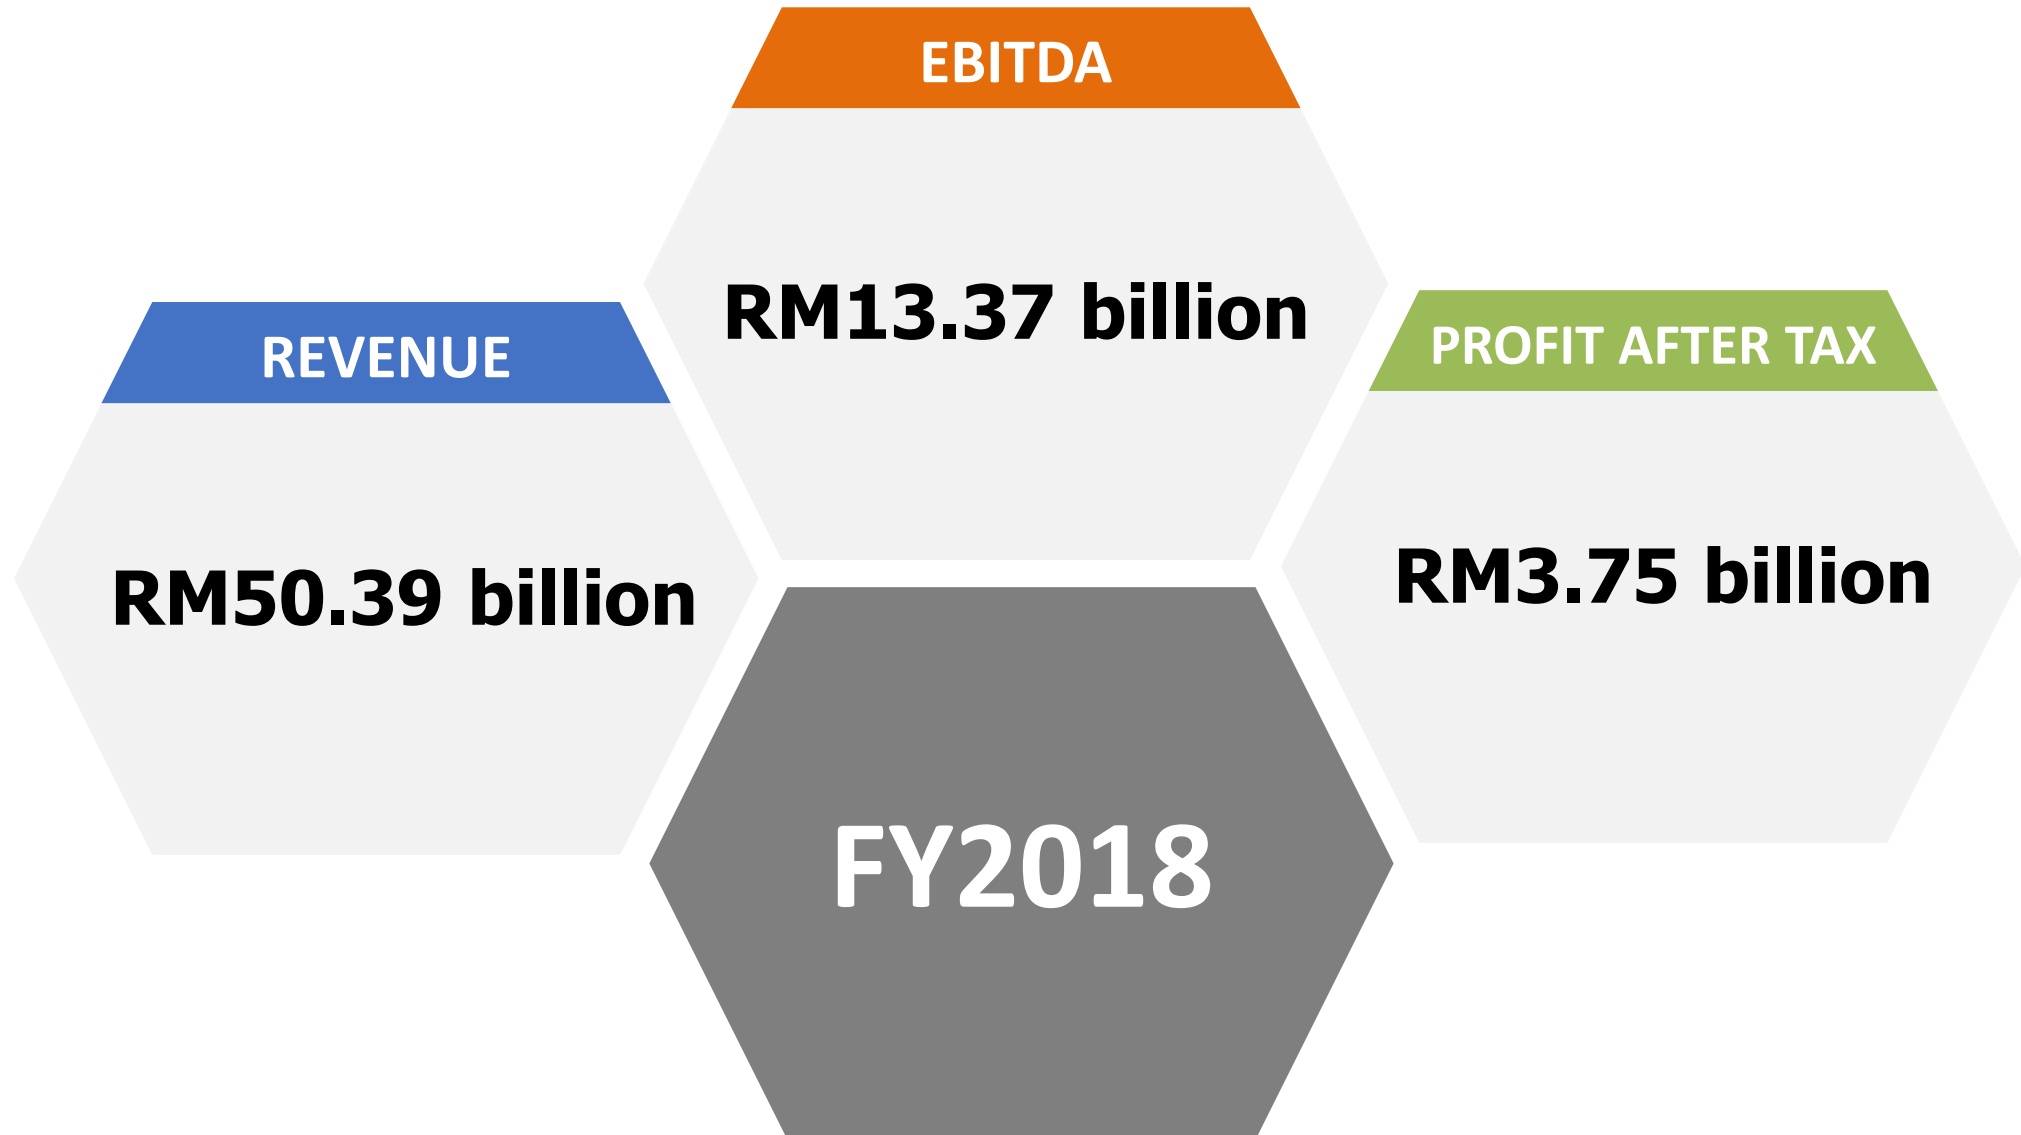 EBITDA
RM13.37 billion
REVENUE
RM50.39 billion
PROFIT AFTER TAX
RM3.75 billion
FY2018